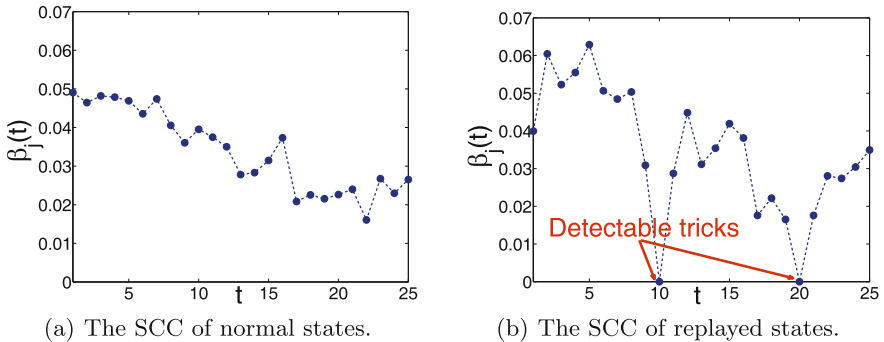 0.07 0.07
0.06 0.06
0.05 0.05
0.04 0.04
0.03 0.03
0.02 0.02
0.01 0.01
0 0
βj(t) βj(t)
Detectable tricks
5 10 15 20 25 5 10 15 20 25
t t
(a) The SCC of normal states. (b) The SCC of replayed states.